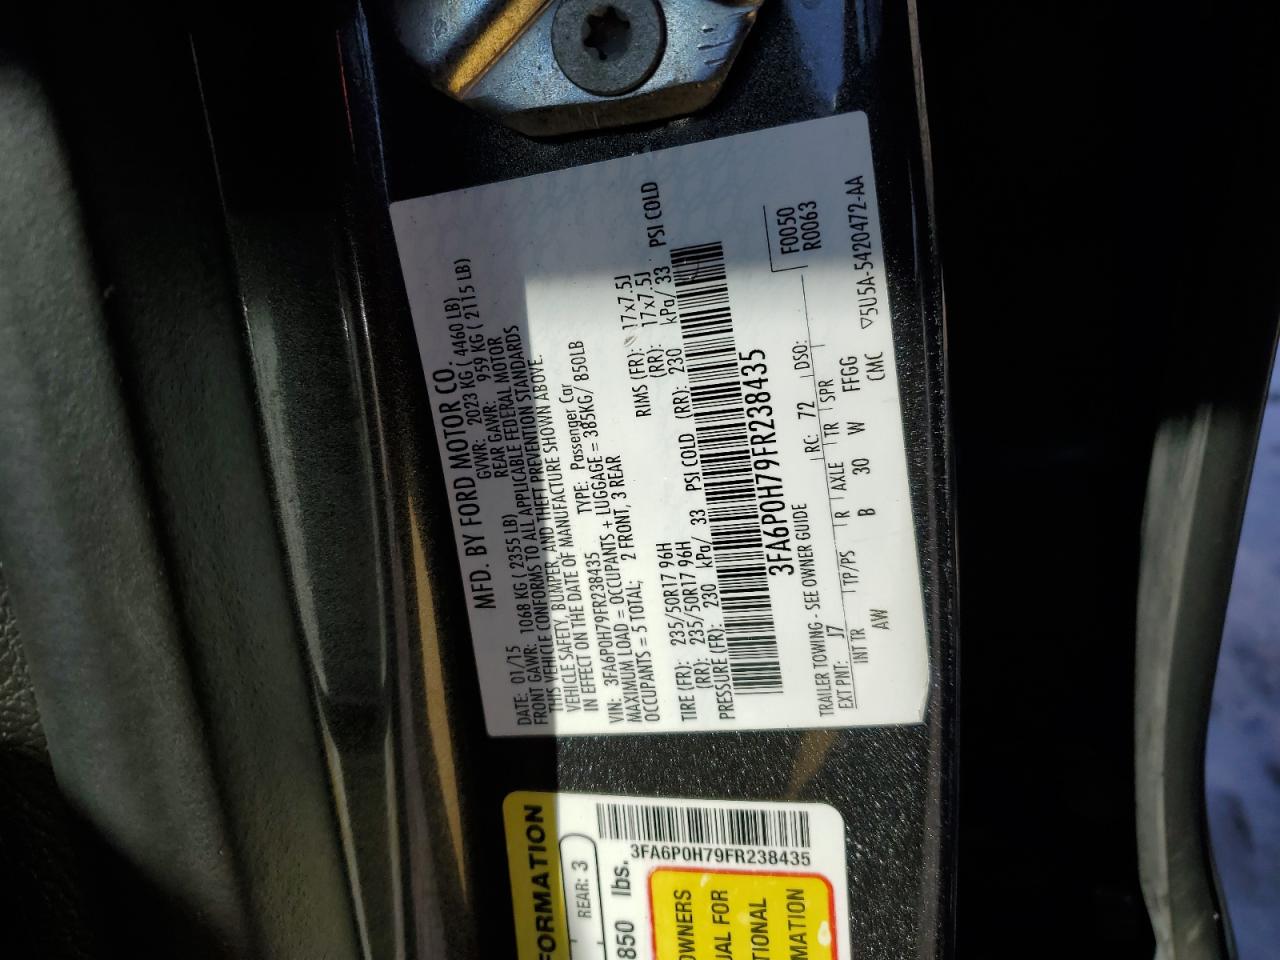 MFD. BY FORD MOTOR CO.
DATE: 01/15 GVWR: 2023 KG ( 4460 LB)
FRONT GAWR: 1068 KG ( 2355 LB) REAR GAWR: 959 KG ( 2115 LB)
THIS VEHICLE CONFORMS TO ALL APPLICABLE FEDERAL MOTOR
VEHICLE SAFETY, BUMPER, AND THEFT PREVENTION STANDARDS
IN EFFECT ON THE DATE OF MANUFACTURE SHOWN ABOVE.
VIN: 3FA6P0H79FR238435 TYPE: Passenger Car
MAXIMUM LOAD = OCCUPANTS + LUGGAGE = 385KG/ 850LB
OCCUPANTS = 5 TOTAL; 2 FRONT, 3 REAR
TIRE (FR): 235/50R17 96H RIMS (FR): 17x7.5J
(RR): 235/50R17 96H (RR): 17x7.5J
PRESSURE (FR): 230 kPa/ 33 PSI COLD (RR): 230 kPa/ 33 PSI COLD
3FA6P0H79FR238435
F0050
R0063
TRAILER TOWING - SEE OWNER GUIDE
EXT PNT: J7 RC: 72 DSO:
INT TR TP/PS R AXLE TR SPR
AW B 30 W FFGG
CMC ▽5U5A-5420472-AA
FORMATION
REAR: 3
850 lbs.
3FA6P0H79FR238435
OWNERS
UAL FOR
TIONAL
MATION